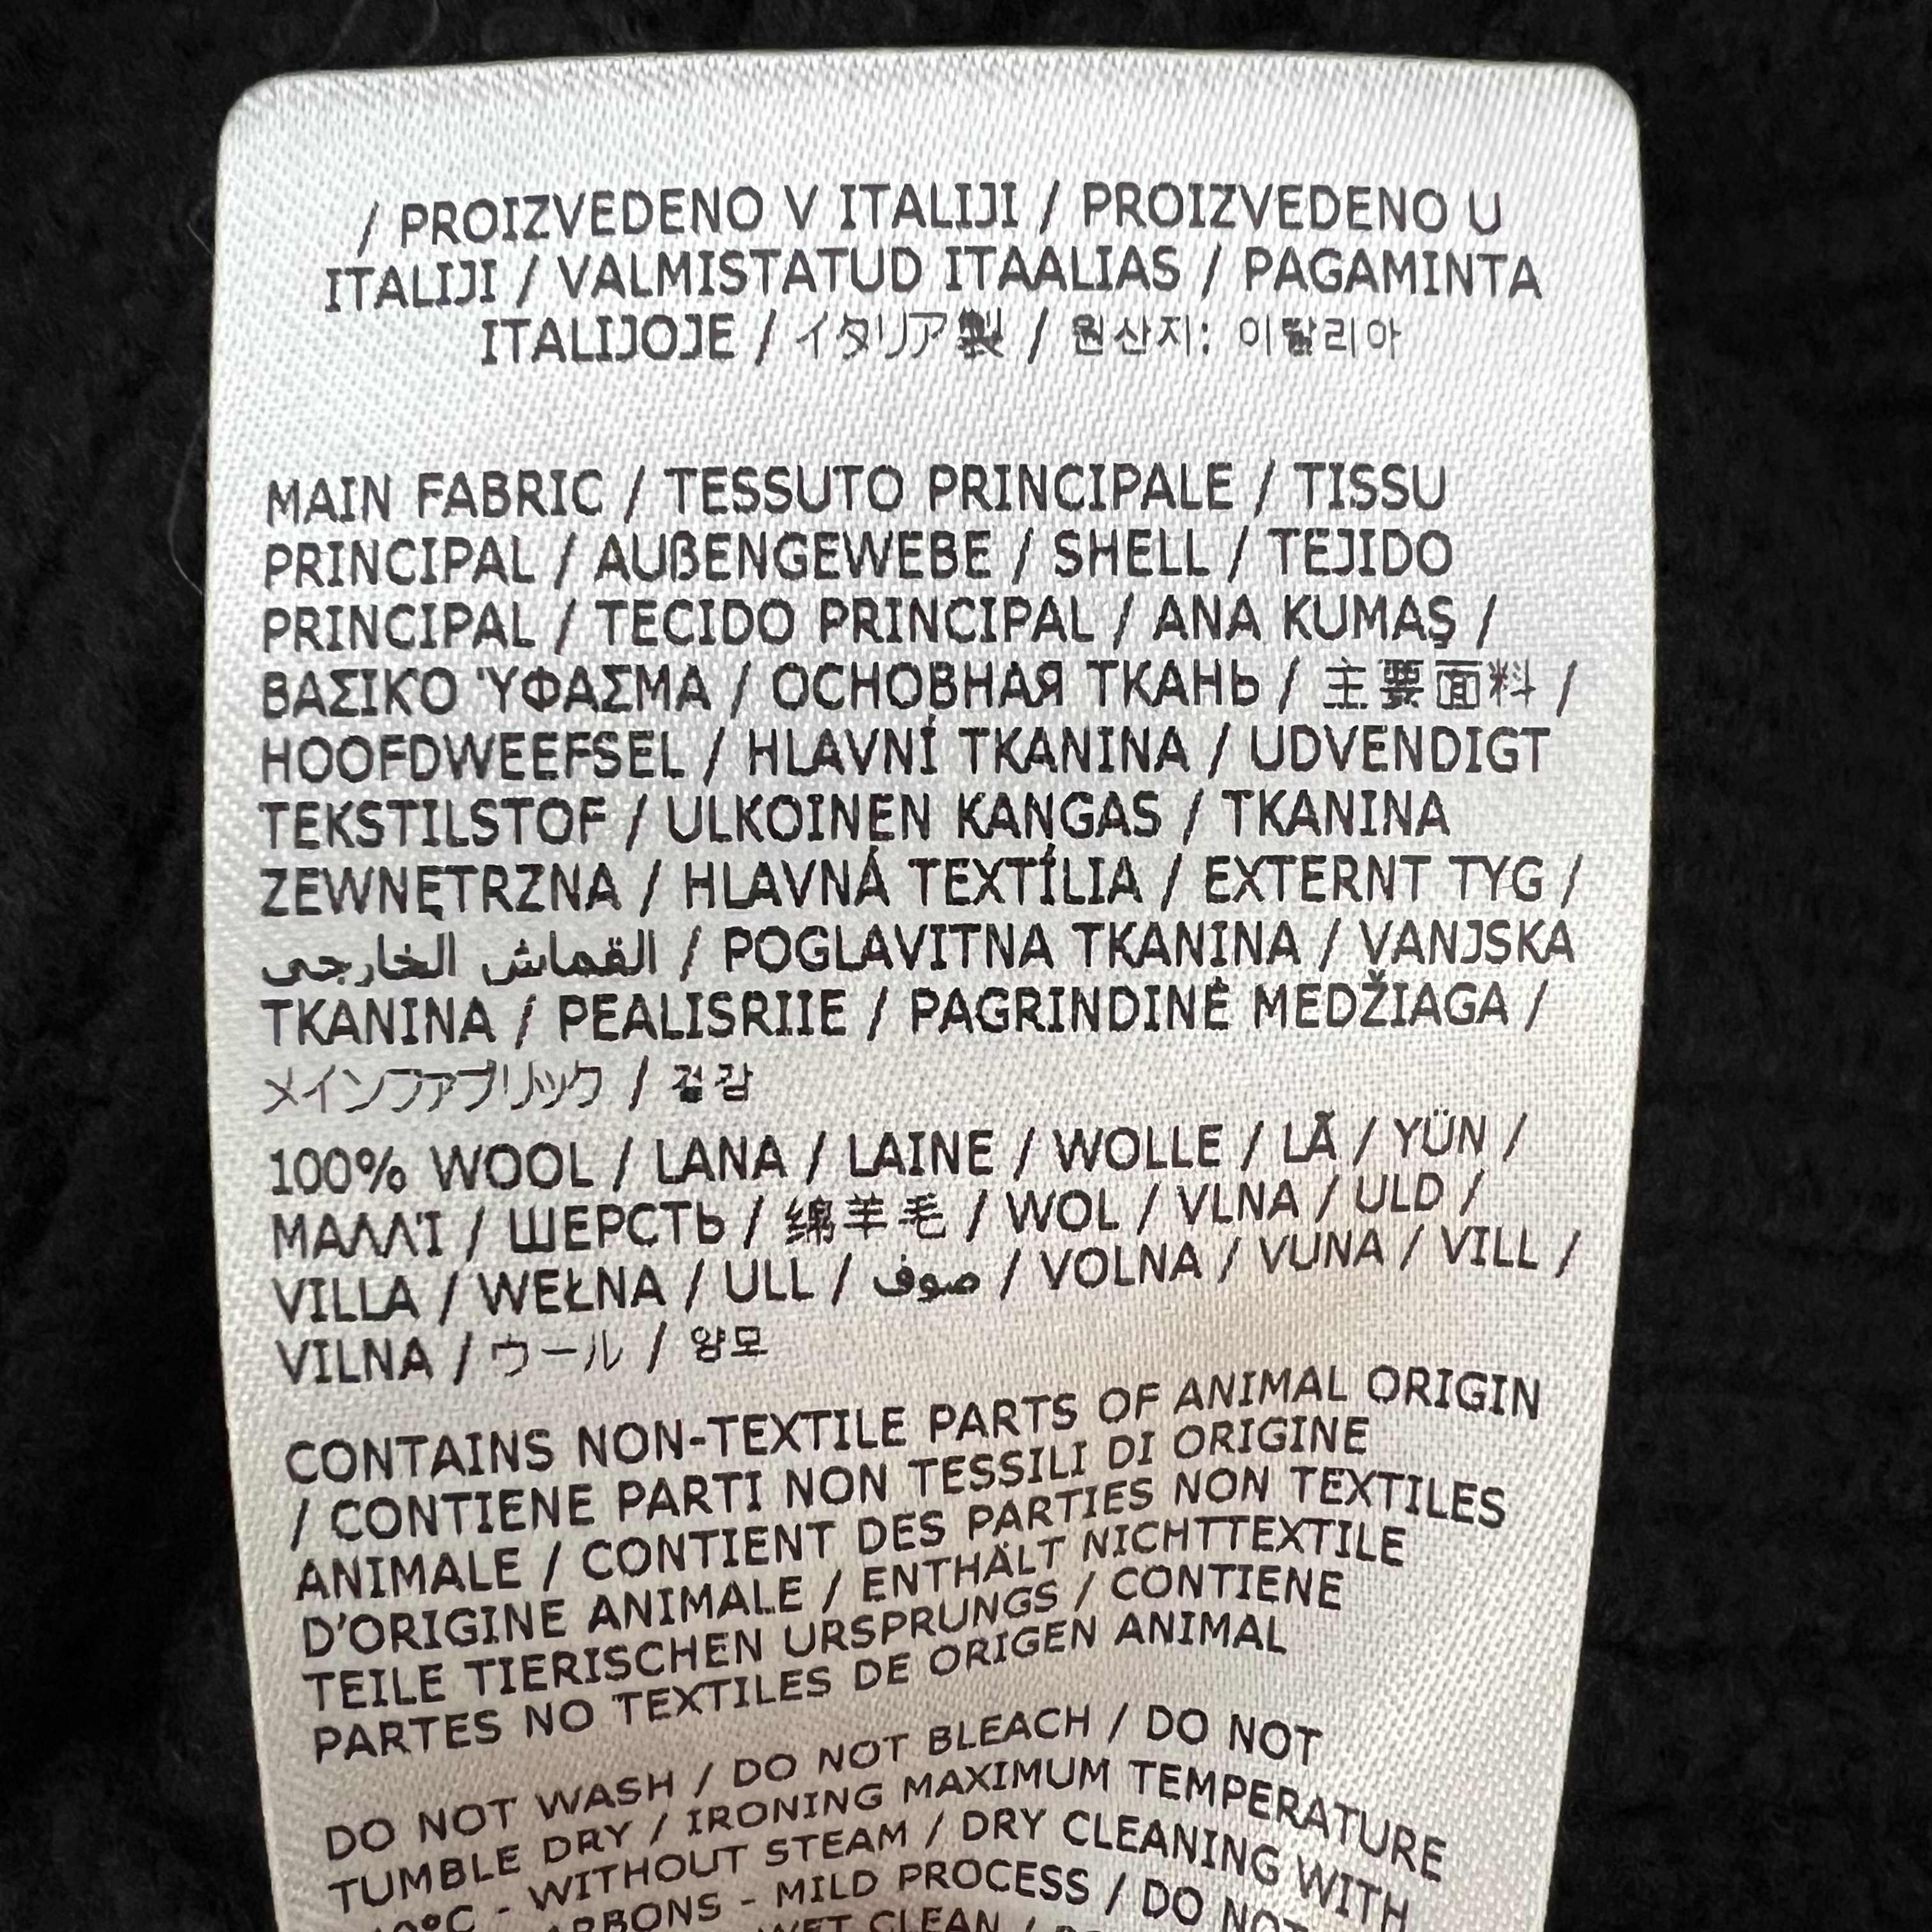 / PROIZVEDENO V ITALIJI / PROIZVEDENO U
ITALIJI / VALMISTATUD ITAALIAS / PAGAMINTA
ITALIJOJE / イタリア製 / 원산지: 이탈리아
MAIN FABRIC / TESSUTO PRINCIPALE / TISSU
PRINCIPAL / AUßENGEWEBE / SHELL / TEJIDO
PRINCIPAL / TECIDO PRINCIPAL / ANA KUMAŞ /
ΒΑΣΙΚΟ ΎΦΑΣΜΑ / ОСНОВНАЯ ТКАНЬ / 主要面料 /
HOOFDWEEFSEL / HLAVNÍ TKANINA / UDVENDIGT
TEKSTILSTOF / ULKOINEN KANGAS / TKANINA
ZEWNĘTRZNA / HLAVNÁ TEXTÍLIA / EXTERNT TYG /
القماش الخارجي / POGLAVITNA TKANINA / VANJSKA
TKANINA / PEALISRIIE / PAGRINDINĖ MEDŽIAGA /
メインファブリック / 겉감
100% WOOL / LANA / LAINE / WOLLE / LÃ / YÜN /
ΜΑΛΛΊ / ШЕРСТЬ / 绵羊毛 / WOL / VLNA / ULD /
VILLA / WEŁNA / ULL / صوف / VOLNA / VUNA / VILL /
VILNA / ウール / 양모
CONTAINS NON-TEXTILE PARTS OF ANIMAL ORIGIN
/ CONTIENE PARTI NON TESSILI DI ORIGINE
ANIMALE / CONTIENT DES PARTIES NON TEXTILES
D'ORIGINE ANIMALE / ENTHÄLT NICHTTEXTILE
TEILE TIERISCHEN URSPRUNGS / CONTIENE
PARTES NO TEXTILES DE ORIGEN ANIMAL
DO NOT WASH / DO NOT BLEACH / DO NOT
TUMBLE DRY / IRONING MAXIMUM TEMPERATURE
- WITHOUT STEAM / DRY CLEANING WITH
- MILD PROCESS / DO NOT
WET CLEAN /